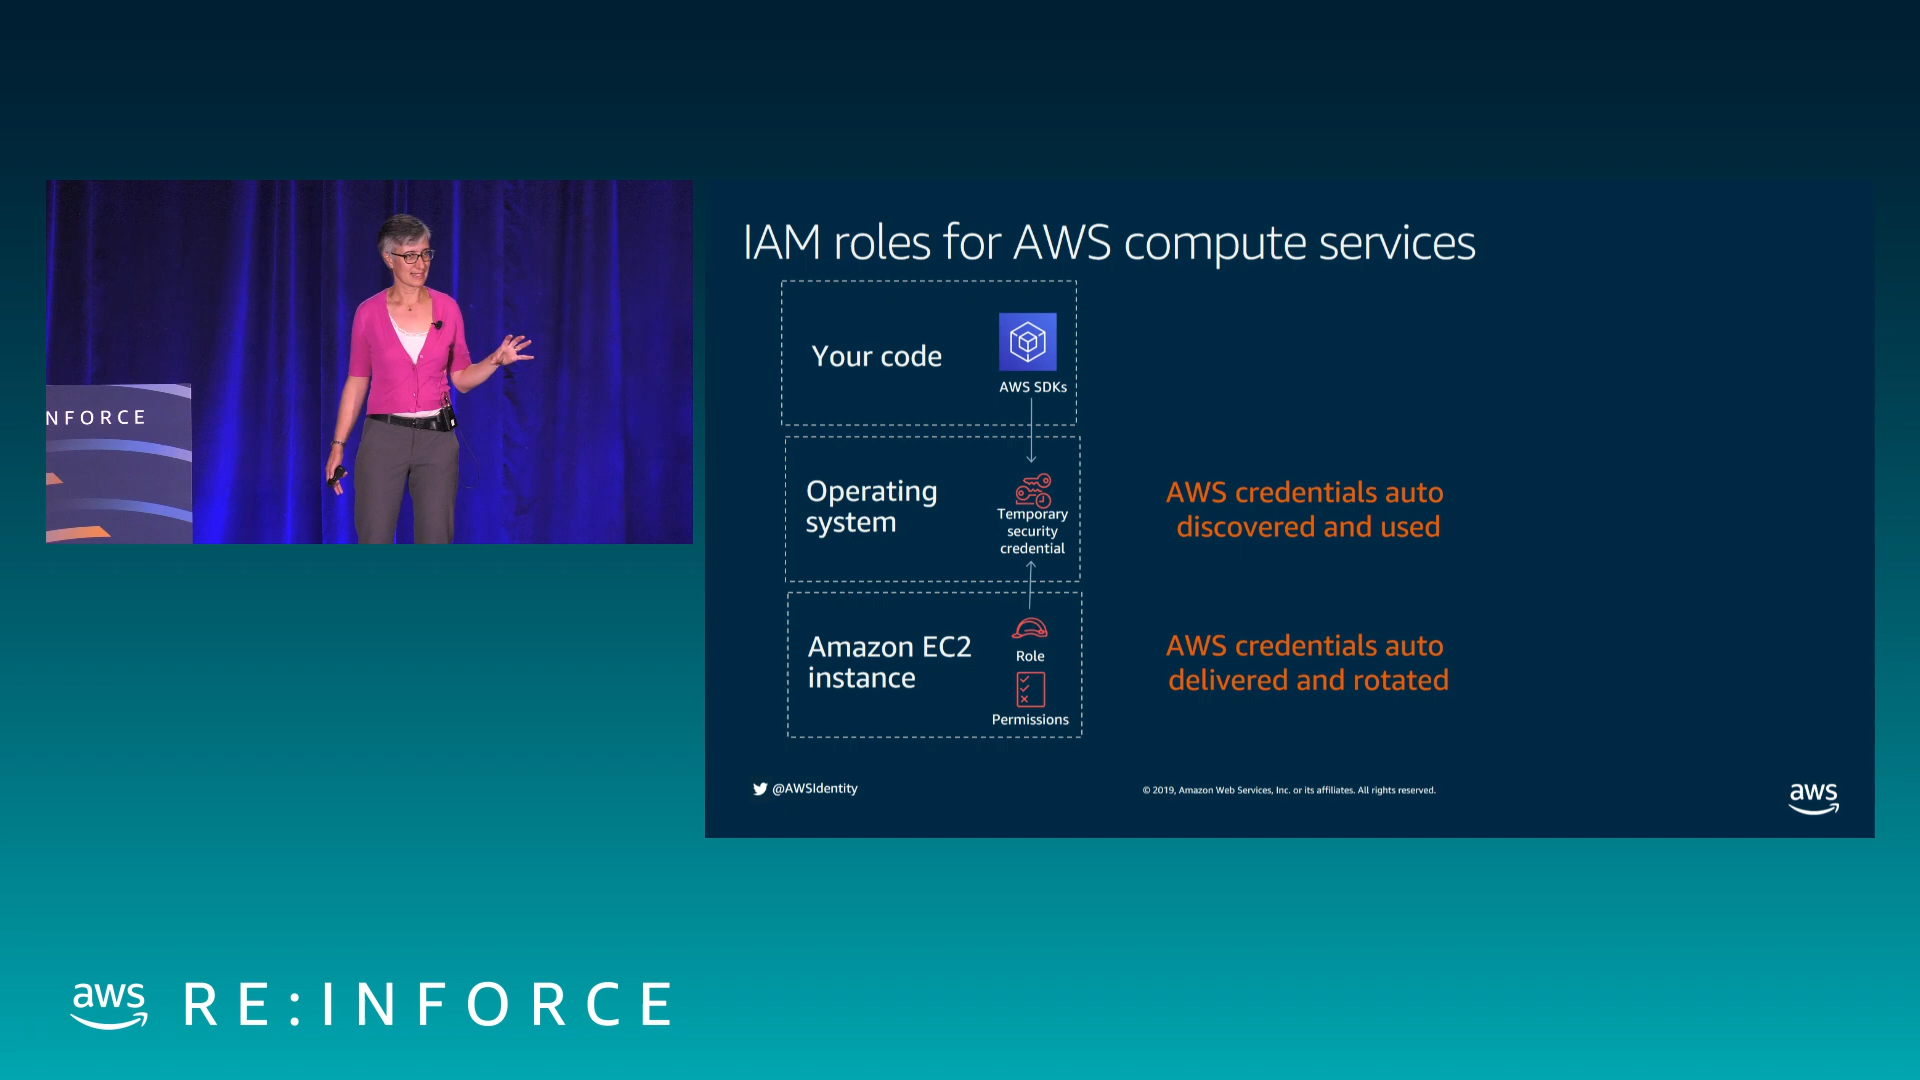 NFORCE
IAM roles for AWS compute services
Your code
AWS SDKs
Operating
system
Temporary
security
credential
AWS credentials auto
discovered and used
Amazon EC2
instance
Role
Permissions
AWS credentials auto
delivered and rotated
@AWSIdentity
© 2019, Amazon Web Services, Inc. or its affiliates. All rights reserved.
aws
aws RE:INFORCE